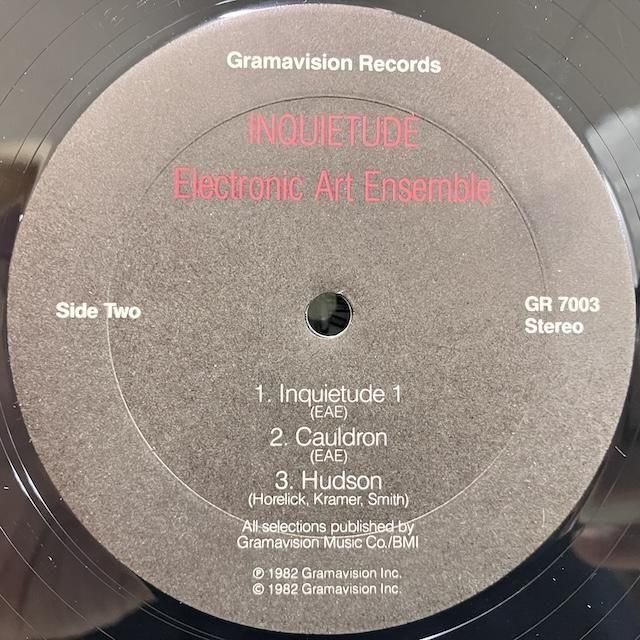 Gramavision Records
INQUIETUDE
Electronic Art Ensemble
Side Two
GR 7003
Stereo
1. Inquietude 1
(EAE)
2. Cauldron
(EAE)
3. Hudson
(Horelick, Kramer, Smith)
All selections published by
Gramavision Music Co./BMI
℗ 1982 Gramavision Inc.
© 1982 Gramavision Inc.